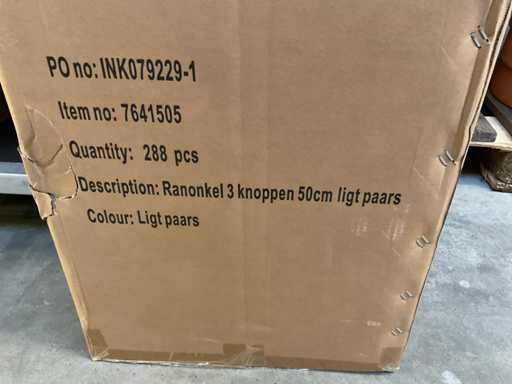 PO no: INK079229-1
Item no: 7641505
Quantity: 288 pcs
Description: Ranonkel 3 knoppen 50cm ligt paars
Colour: Ligt paars